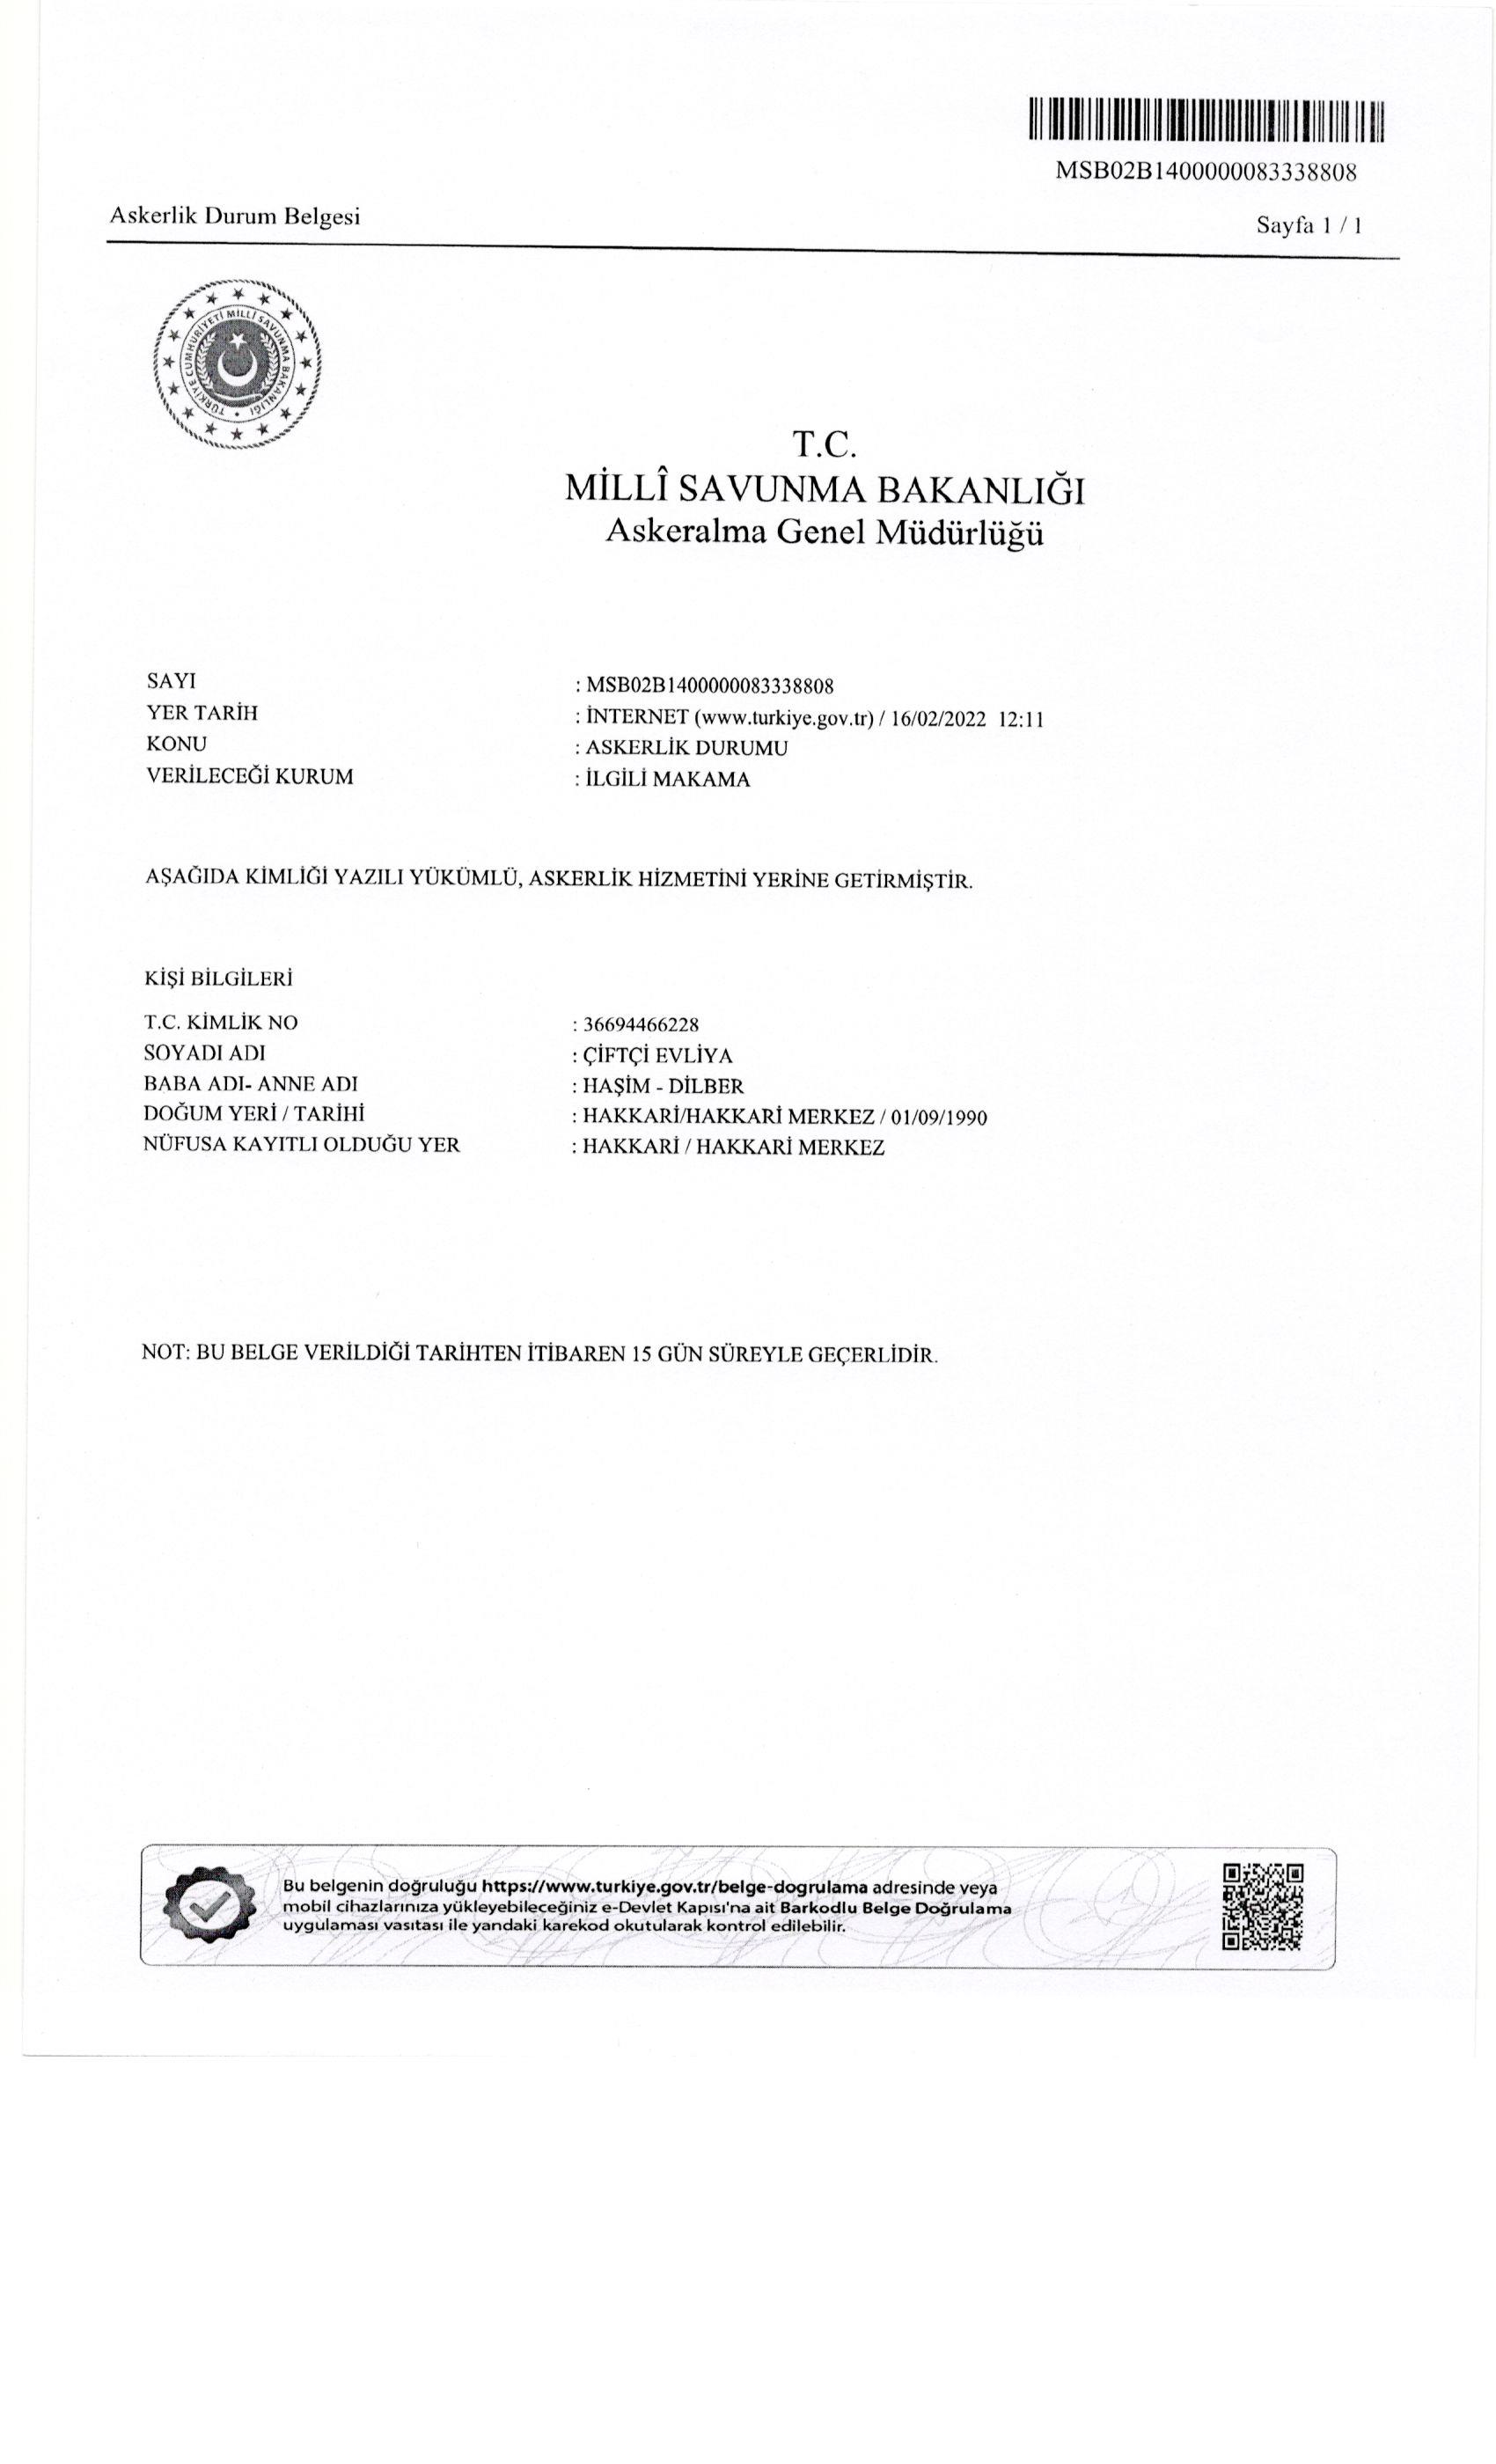 MSB02B1400000083338808
Askerlik Durum Belgesi
Sayfa 1 / 1
TÜRKİYE CUMHURİYETİ MİLLİ SAVUNMA BAKANLIĞI
T.C.
MİLLÎ SAVUNMA BAKANLIĞI
Askeralma Genel Müdürlüğü
SAYI : MSB02B1400000083338808
YER TARİH : İNTERNET (www.turkiye.gov.tr) / 16/02/2022 12:11
KONU : ASKERLİK DURUMU
VERİLECEĞİ KURUM : İLGİLİ MAKAMA
AŞAĞIDA KİMLİĞİ YAZILI YÜKÜMLÜ, ASKERLİK HİZMETİNİ YERİNE GETİRMİŞTİR.
KİŞİ BİLGİLERİ
T.C. KİMLİK NO : 36694466228
SOYADI ADI : ÇİFTÇİ EVLİYA
BABA ADI- ANNE ADI : HAŞİM - DİLBER
DOĞUM YERİ / TARİHİ : HAKKARİ/HAKKARİ MERKEZ / 01/09/1990
NÜFUSA KAYITLI OLDUĞU YER : HAKKARİ / HAKKARİ MERKEZ
NOT: BU BELGE VERİLDİĞİ TARİHTEN İTİBAREN 15 GÜN SÜREYLE GEÇERLİDİR.
Bu belgenin doğruluğu https://www.turkiye.gov.tr/belge-dogrulama adresinde veya
mobil cihazlarınıza yükleyebileceğiniz e-Devlet Kapısı'na ait Barkodlu Belge Doğrulama
uygulaması vasıtası ile yandaki karekod okutularak kontrol edilebilir.